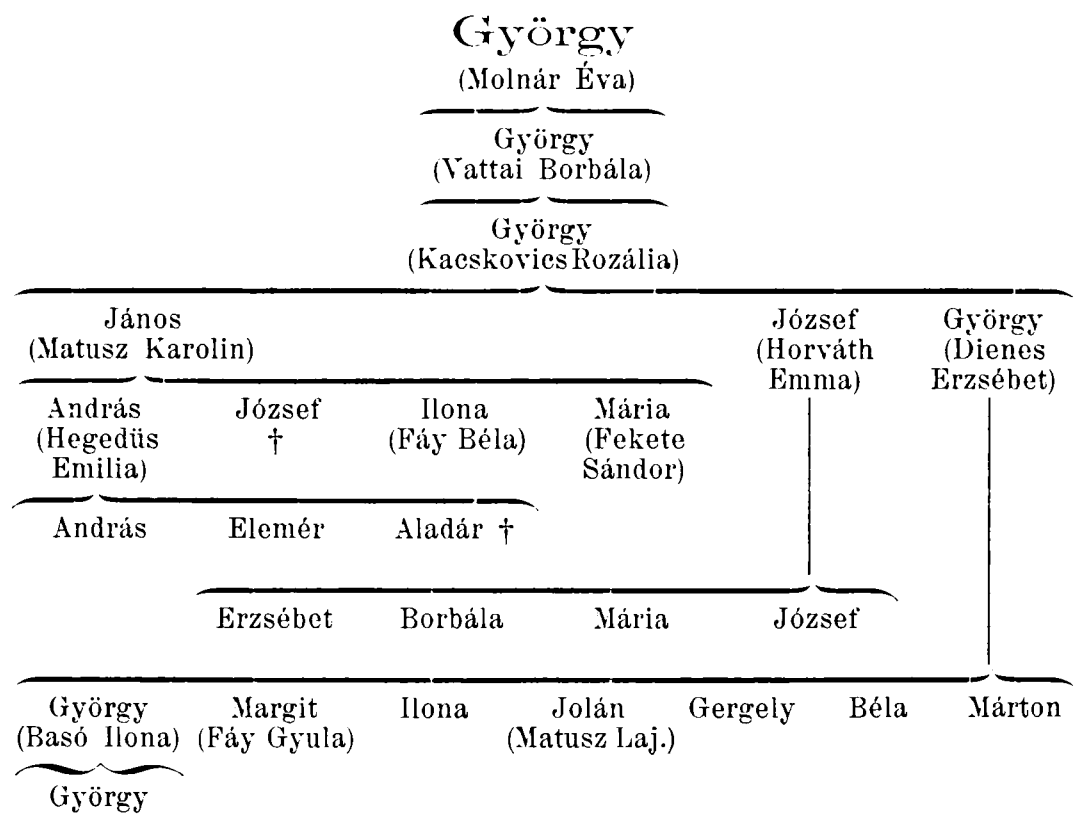 György
(Molnár Éva)
György
(Vattai Borbála)
György
(Kacskovics Rozália)
János József György
(Matusz Karolin) (Horváth (Dienes
Emma) Erzsébet)
András József Ilona Mária
(Hegedüs † (Fáy Béla) (Fekete
Emilia) Sándor)
András Elemér Aladár †
Erzsébet Borbála Mária József
György Margit Ilona Jolán Gergely Béla Márton
(Basó Ilona) (Fáy Gyula) (Matusz Laj.)
György